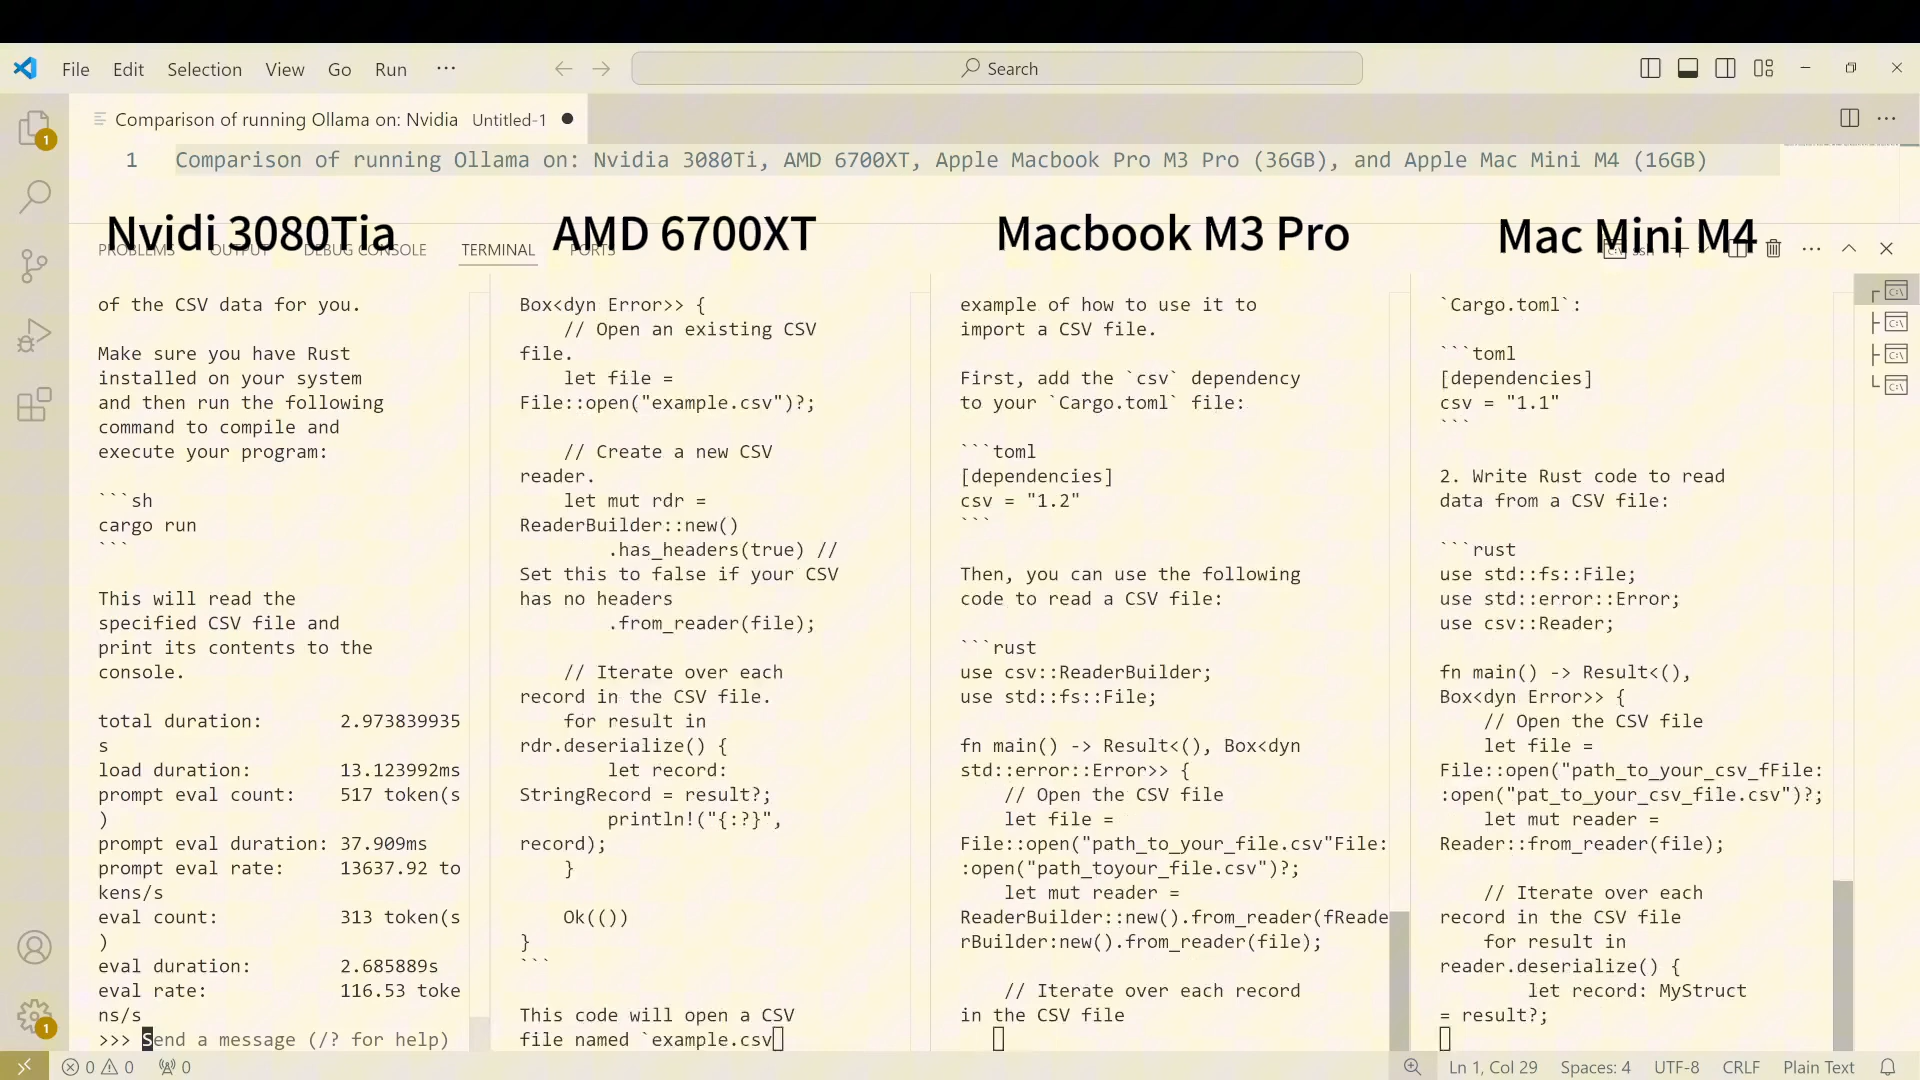 File Edit Selection View Go Run ···
Search
Comparison of running Ollama on: Nvidia Untitled-1
1 Comparison of running Ollama on: Nvidia 3080Ti, AMD 6700XT, Apple Macbook Pro M3 Pro (36GB), and Apple Mac Mini M4 (16GB)
Nvidi 3080Tia AMD 6700XT Macbook M3 Pro Mac Mini M4
PROBLEMS OUTPUT DEBUG CONSOLE TERMINAL PORTS
ssh
of the CSV data for you.
Make sure you have Rust
installed on your system
and then run the following
command to compile and
execute your program:
```sh
cargo run
```
This will read the
specified CSV file and
print its contents to the
console.
total duration: 2.973839935
s
load duration: 13.123992ms
prompt eval count: 517 token(s
)
prompt eval duration: 37.909ms
prompt eval rate: 13637.92 to
kens/s
eval count: 313 token(s
)
eval duration: 2.685889s
eval rate: 116.53 toke
ns/s
>>> Send a message (/? for help)
Box<dyn Error>> {
// Open an existing CSV
file.
let file =
File::open("example.csv")?;
// Create a new CSV
reader.
let mut rdr =
ReaderBuilder::new()
.has_headers(true) //
Set this to false if your CSV
has no headers
.from_reader(file);
// Iterate over each
record in the CSV file.
for result in
rdr.deserialize() {
let record:
StringRecord = result?;
println!("{:?}",
record);
}
Ok(())
}
```
This code will open a CSV
file named `example.csv
example of how to use it to
import a CSV file.
First, add the `csv` dependency
to your `Cargo.toml` file:
```toml
[dependencies]
csv = "1.2"
```
Then, you can use the following
code to read a CSV file:
```rust
use csv::ReaderBuilder;
use std::fs::File;
fn main() -> Result<(), Box<dyn
std::error::Error>> {
// Open the CSV file
let file =
File::open("path_to_your_file.csv"File:
:open("path_toyour_file.csv")?;
let mut reader =
ReaderBuilder::new().from_reader(fReade
rBuilder:new().from_reader(file);
// Iterate over each record
in the CSV file
`Cargo.toml`:
```toml
[dependencies]
csv = "1.1"
```
2. Write Rust code to read
data from a CSV file:
```rust
use std::fs::File;
use std::error::Error;
use csv::Reader;
fn main() -> Result<(),
Box<dyn Error>> {
// Open the CSV file
let file =
File::open("path_to_your_csv_fFile:
:open("pat_to_your_csv_file.csv")?;
let mut reader =
Reader::from_reader(file);
// Iterate over each
record in the CSV file
for result in
reader.deserialize() {
let record: MyStruct
= result?;
1
1
0 0 0 Ln 1, Col 29 Spaces: 4 UTF-8 CRLF Plain Text